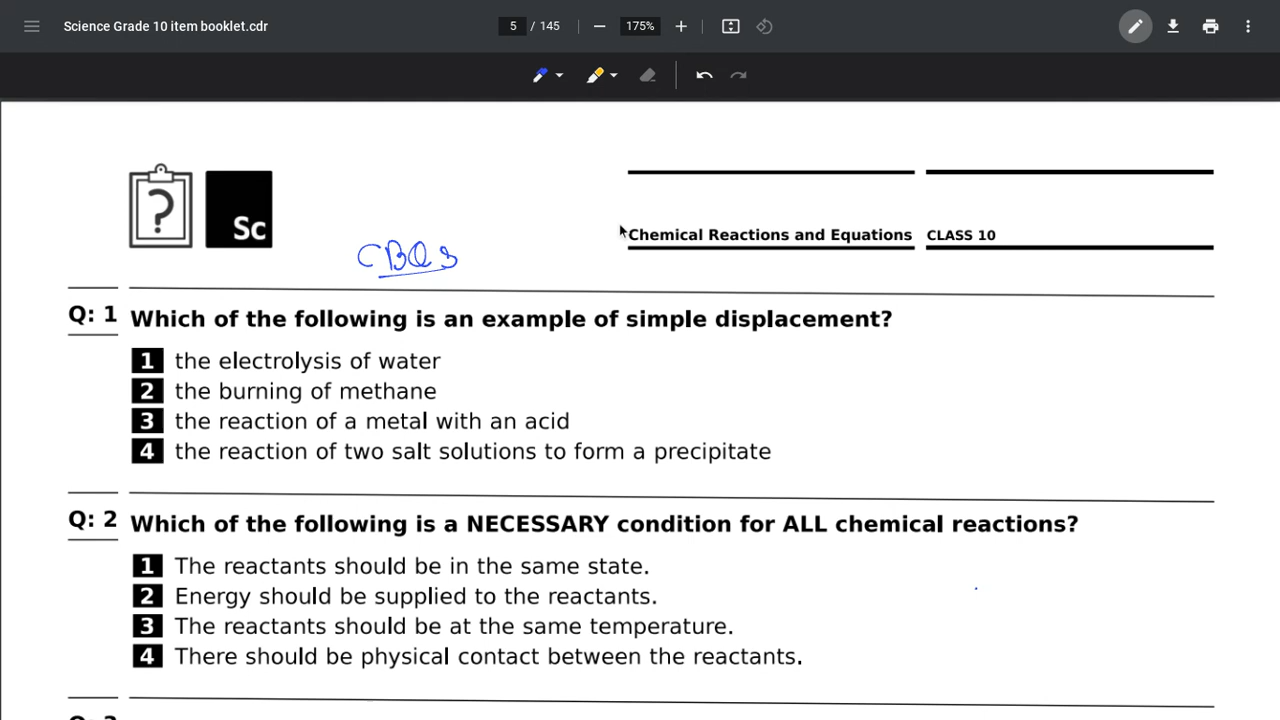 Science Grade 10 item booklet.cdr
5 / 145
175%
?
Sc
CBQs
Chemical Reactions and Equations
CLASS 10
Q: 1 Which of the following is an example of simple displacement?
1 the electrolysis of water
2 the burning of methane
3 the reaction of a metal with an acid
4 the reaction of two salt solutions to form a precipitate
Q: 2 Which of the following is a NECESSARY condition for ALL chemical reactions?
1 The reactants should be in the same state.
2 Energy should be supplied to the reactants.
3 The reactants should be at the same temperature.
4 There should be physical contact between the reactants.